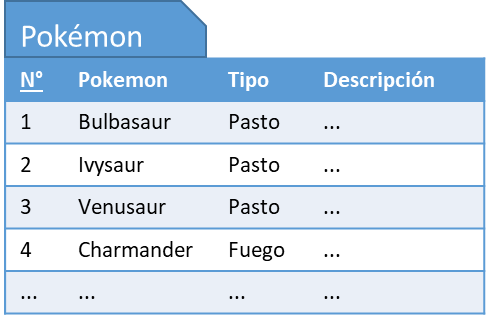 Pokémon
N° Pokemon Tipo Descripción
1 Bulbasaur Pasto ...
2 Ivysaur Pasto ...
3 Venusaur Pasto ...
4 Charmander Fuego ...
... ... ... ...